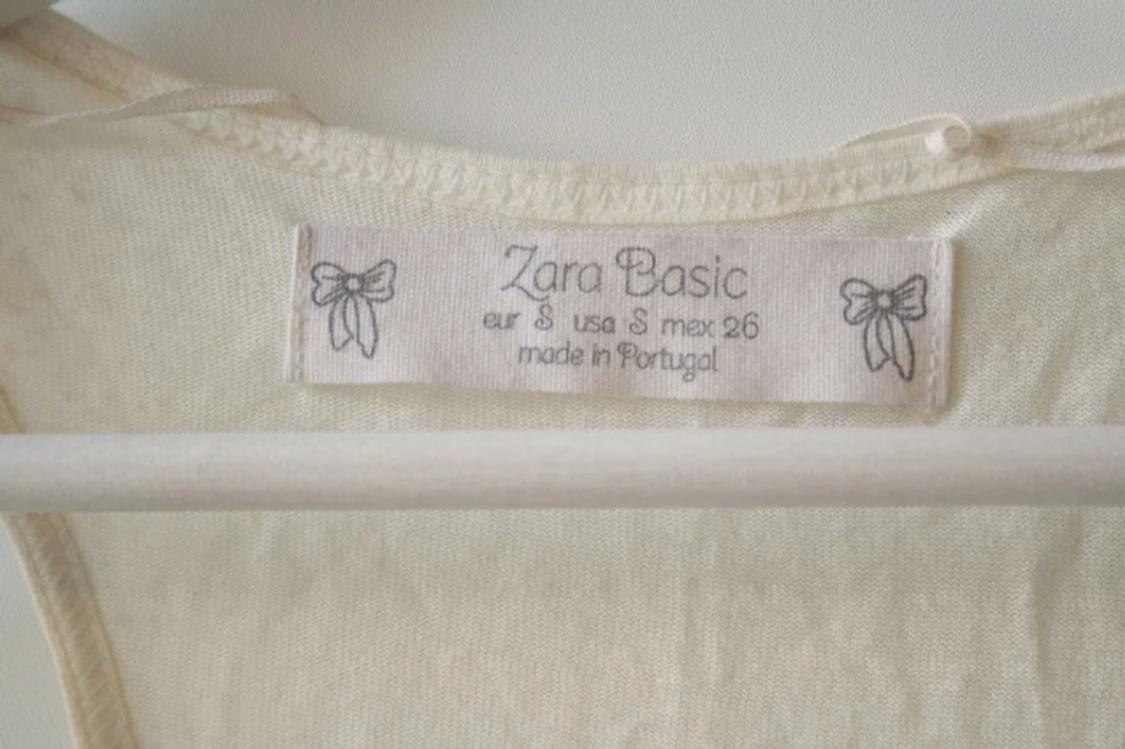 Zara Basic
eur S usa S mex 26
made in Portugal